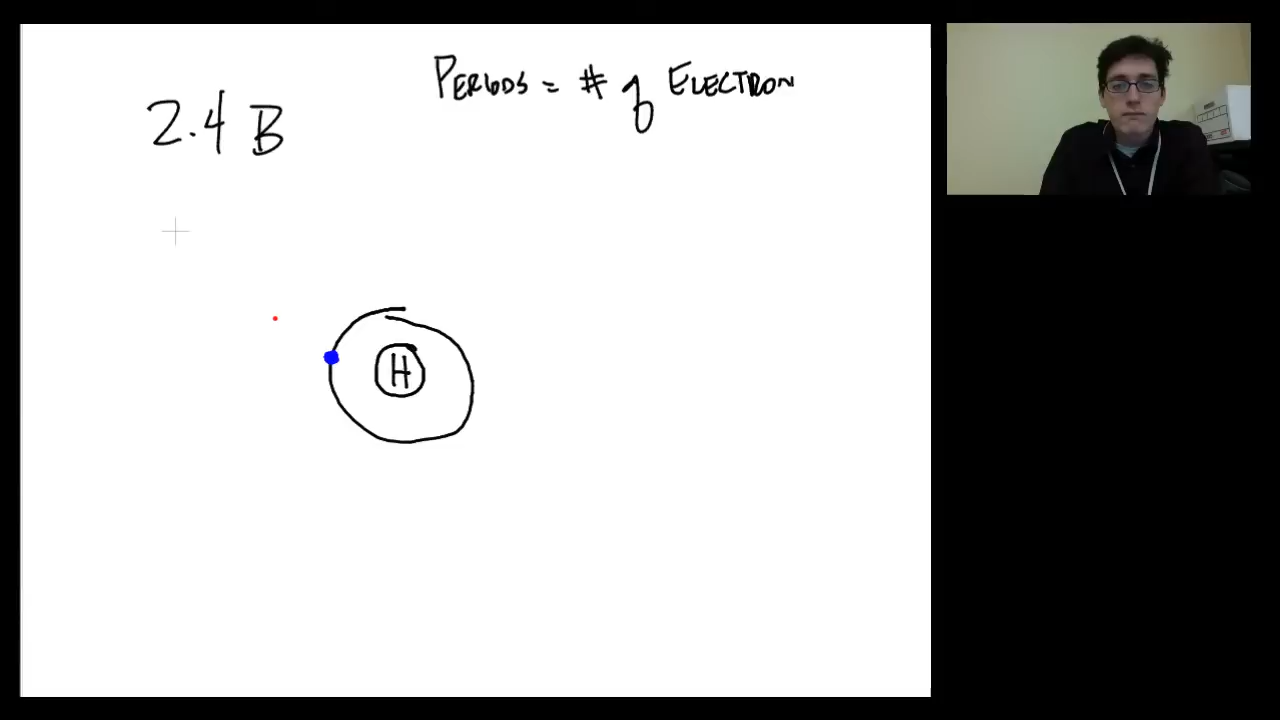 PERIODS = # of ELECTRON
2.4 B
H